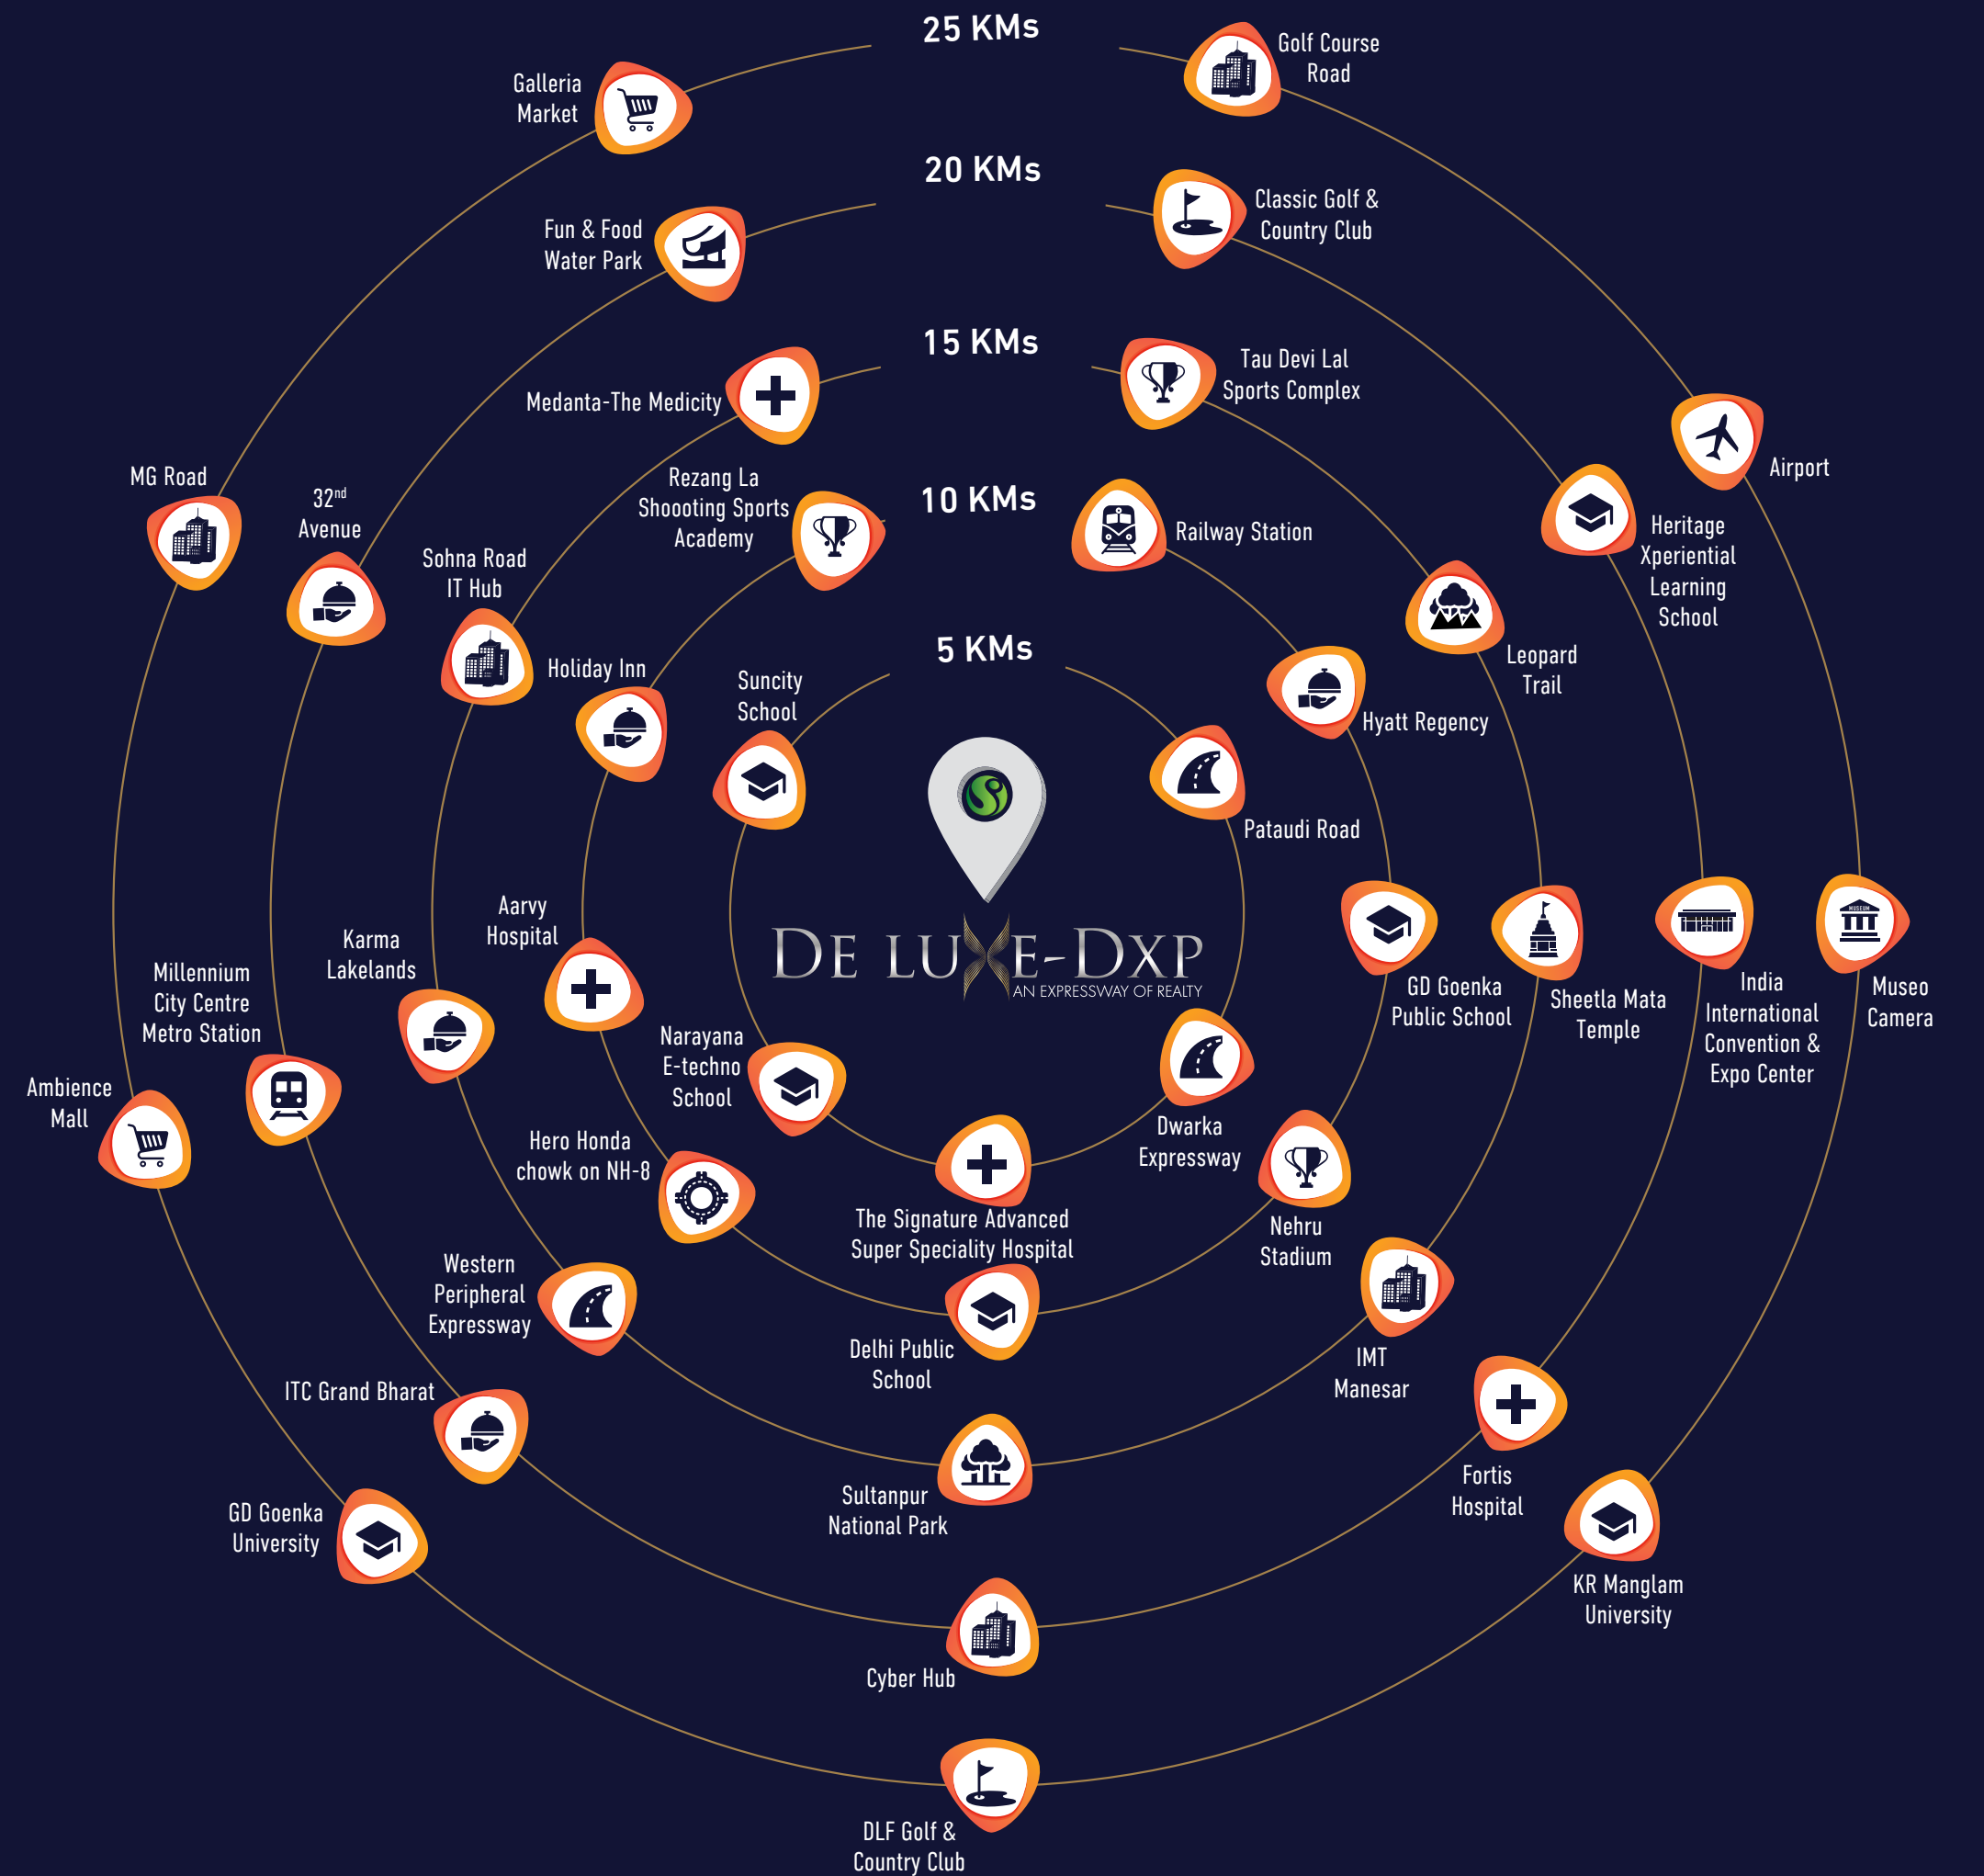 25 KMs
Golf Course
Road
Galleria
Market
20 KMs
Classic Golf &
Country Club
Fun & Food
Water Park
15 KMs
Tau Devi Lal
Sports Complex
Medanta-The Medicity
Airport
MG Road
32nd
Avenue
Rezang La
Shoooting Sports
Academy
10 KMs
Railway Station
Heritage
Xperiential
Learning
School
Sohna Road
IT Hub
Holiday Inn
5 KMs
Leopard
Trail
Suncity
School
Hyatt Regency
Pataudi Road
Aarvy
Hospital
MUSEUM
Karma
Lakelands
DE LUXE-DXP
AN EXPRESSWAY OF REALTY
GD Goenka
Public School
Sheetla Mata
Temple
India
International
Convention &
Expo Center
Museo
Camera
Millennium
City Centre
Metro Station
Narayana
E-techno
School
Ambience
Mall
Dwarka
Expressway
Hero Honda
chowk on NH-8
The Signature Advanced
Super Speciality Hospital
Nehru
Stadium
Western
Peripheral
Expressway
Delhi Public
School
IMT
Manesar
ITC Grand Bharat
Sultanpur
National Park
Fortis
Hospital
GD Goenka
University
KR Manglam
University
Cyber Hub
DLF Golf &
Country Club